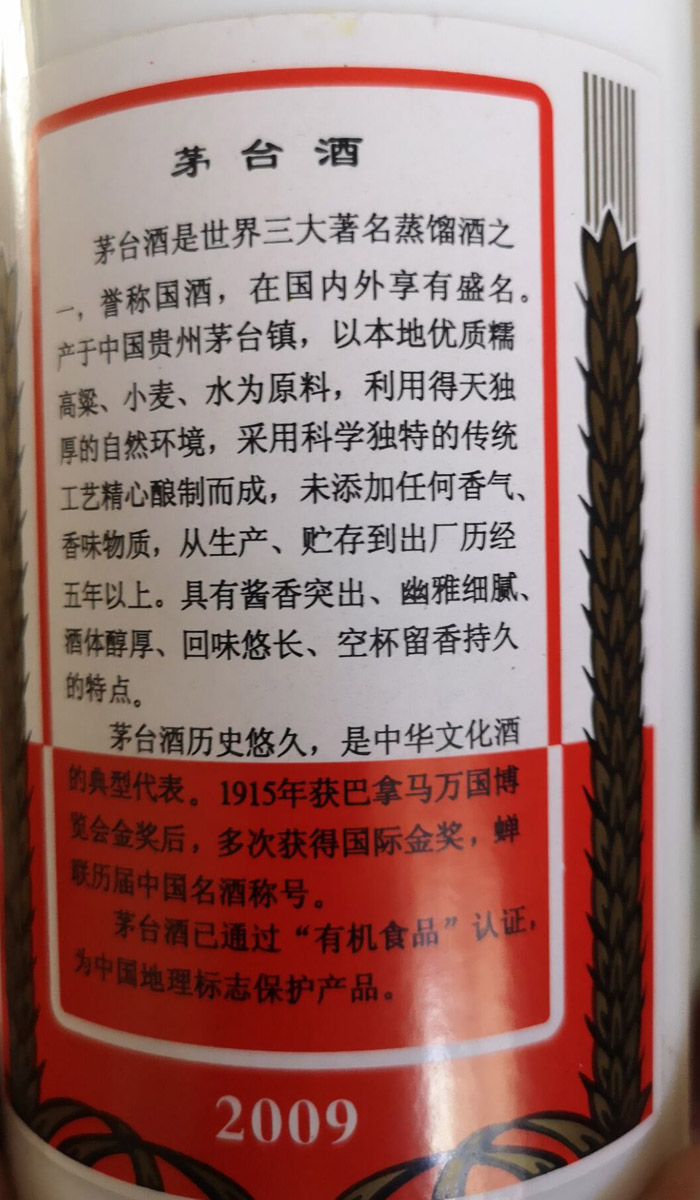 茅台酒
茅台酒是世界三大著名蒸馏酒之
一，誉称国酒，在国内外享有盛名。
产于中国贵州茅台镇，以本地优质糯
高粱、小麦、水为原料，利用得天独
厚的自然环境，采用科学独特的传统
工艺精心酿制而成，未添加任何香气、
香味物质，从生产、贮存到出厂历经
五年以上。具有酱香突出、幽雅细腻、
酒体醇厚、回味悠长、空杯留香持久
的特点。
茅台酒历史悠久，是中华文化酒
的典型代表。1915年获巴拿马万国博
览会金奖后，多次获得国际金奖，蝉
联历届中国名酒称号。
茅台酒已通过“有机食品”认证，
为中国地理标志保护产品。
2009